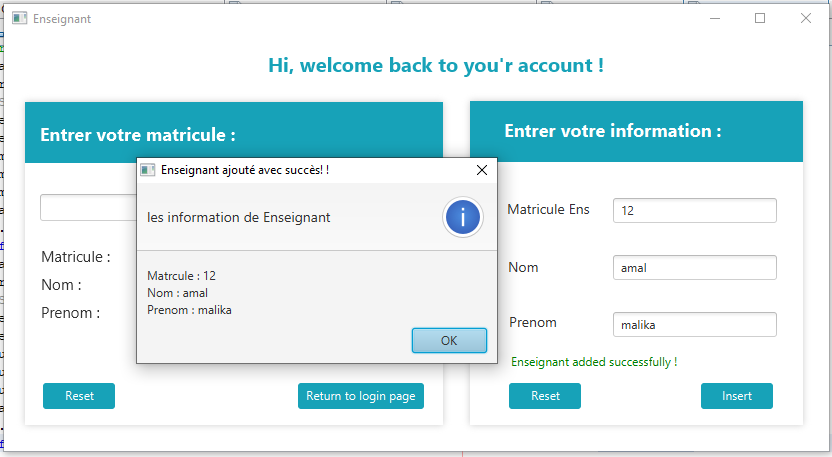 Enseignant
Hi, welcome back to you'r account !
Entrer votre matricule :
Entrer votre information :
Enseignant ajouté avec succès! !
les information de Enseignant
Matrcule : 12
Nom : amal
Prenom : malika
OK
Matricule :
Nom :
Prenom :
Reset
Return to login page
Matricule Ens 12
Nom amal
Prenom malika
Enseignant added successfully !
Reset
Insert